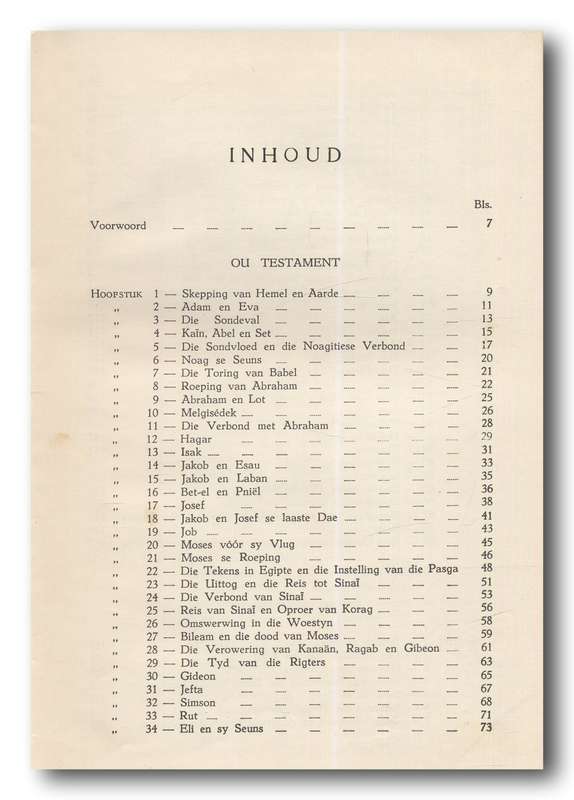 INHOUD
Bls.
Voorwoord — — — — — — — — — 7
OU TESTAMENT
HOOFSTUK 1 — Skepping van Hemel en Aarde — — — — 9
„ 2 — Adam en Eva — — — — — — 11
„ 3 — Die Sondeval — — — — — — 13
„ 4 — Kaïn, Abel en Set — — — — — — 15
„ 5 — Die Sondvloed en die Noagitiese Verbond — — 17
„ 6 — Noag se Seuns — — — — — — 20
„ 7 — Die Toring van Babel — — — — — 21
„ 8 — Roeping van Abraham — — — — — 22
„ 9 — Abraham en Lot — — — — — — 25
„ 10 — Melgisédek — — — — — — — 26
„ 11 — Die Verbond met Abraham — — — — 28
„ 12 — Hagar — — — — — — — 29
„ 13 — Isak — — — — — — — — 31
„ 14 — Jakob en Esau — — — — — — 33
„ 15 — Jakob en Laban — — — — — — 35
„ 16 — Bet-el en Pniël — — — — — — 36
„ 17 — Josef — — — — — — — 38
„ 18 — Jakob en Josef se laaste Dae — — — — 41
„ 19 — Job — — — — — — — — 43
„ 20 — Moses vóór sy Vlug — — — — — 45
„ 21 — Moses se Roeping — — — — — 46
„ 22 — Die Tekens in Egipte en die Instelling van die Pasga 48
„ 23 — Die Uittog en die Reis tot Sinaï — — — 51
„ 24 — Die Verbond van Sinaï — — — — — 53
„ 25 — Reis van Sinaï en Oproer van Korag — — — 56
„ 26 — Omswerwing in die Woestyn — — — — 58
„ 27 — Bileam en die dood van Moses — — — — 59
„ 28 — Die Verowering van Kanaän, Ragab en Gibeon — 61
„ 29 — Die Tyd van die Rigters — — — — 63
„ 30 — Gideon — — — — — — — 65
„ 31 — Jefta — — — — — — — 67
„ 32 — Simson — — — — — — — 68
„ 33 — Rut — — — — — — — — 71
„ 34 — Eli en sy Seuns — — — — — — 73